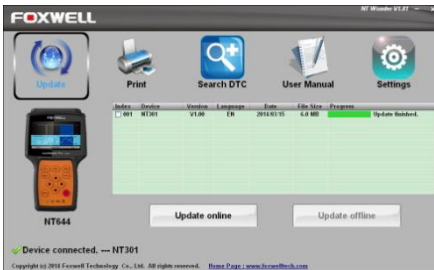 NT Wonder V1.31
FOXWELL
Update
Print
Search DTC
User Manual
Settings
Index Device Version Language Date File Size Progress
001 NT301 V1.00 EN 2014/03/15 6.0 MB Update finished.
NT644
Update online
Update offline
Device connected. --- NT301
Copyright (c) 2014 Foxwell Technology Co., Ltd. All rights reserved. Home Page : www.foxwelltech.com